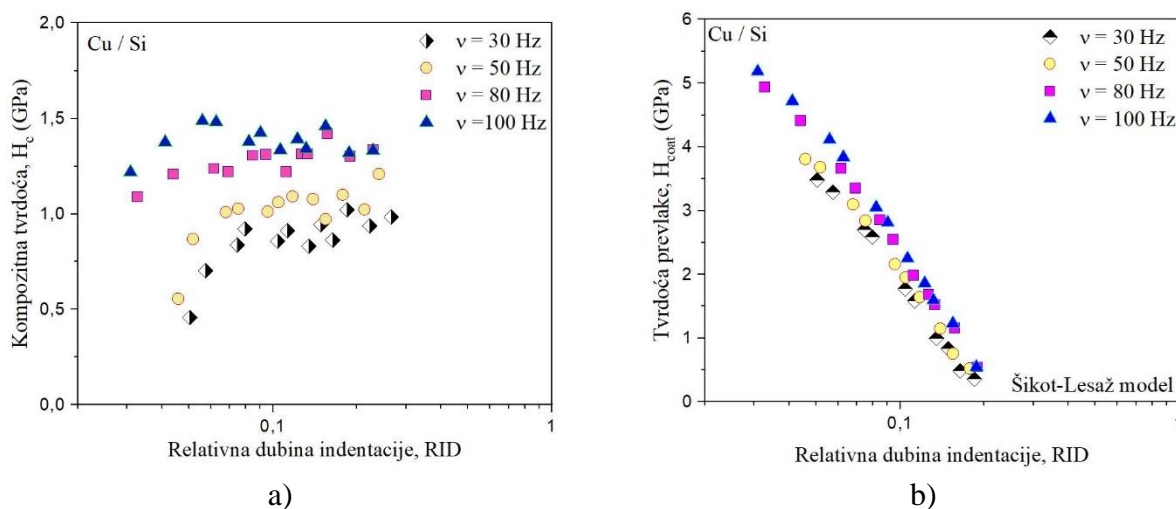 2,0
1,5
1,0
0,5
0,0
0,1
1
Kompozitna tvrdoća, H_c (GPa)
Relativna dubina indentacije, RID
Cu / Si
ν = 30 Hz
ν = 50 Hz
ν = 80 Hz
ν =100 Hz
a)
6
5
4
3
2
1
0
0,1
1
Tvrdoća prevlake, H_coat (GPa)
Relativna dubina indentacije, RID
Cu / Si
ν = 30 Hz
ν = 50 Hz
ν = 80 Hz
ν = 100 Hz
Šikot-Lesaž model
b)